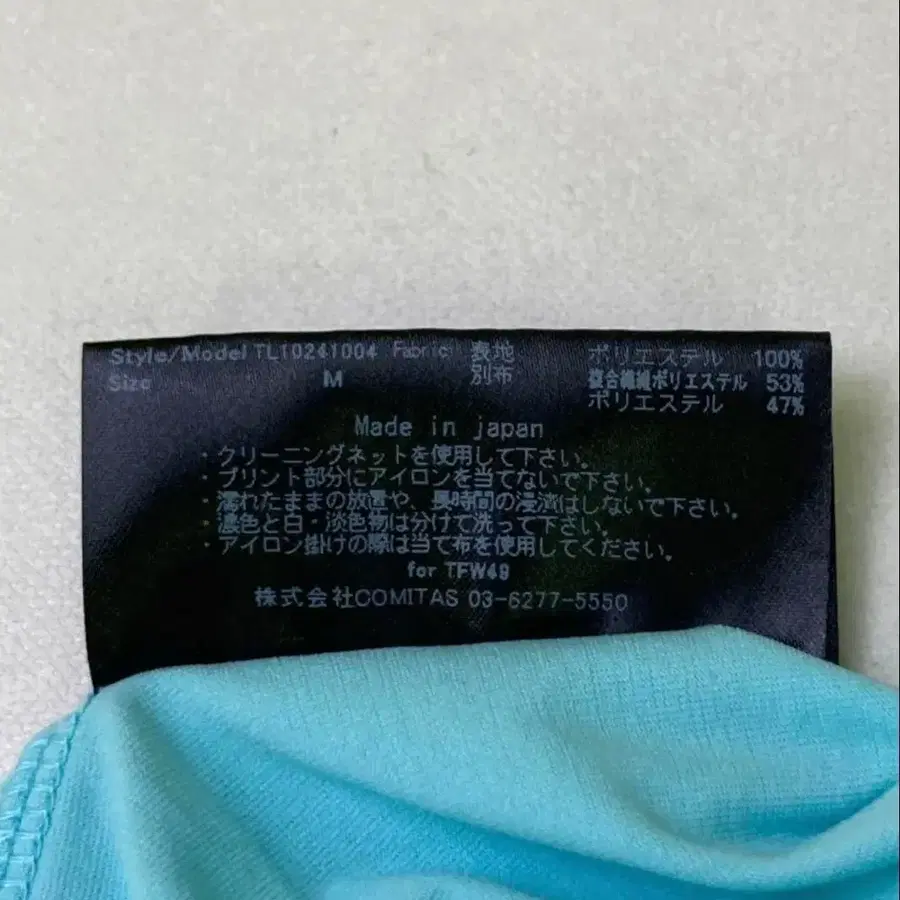 Style/Model TL10241004 Fabric 表地 ポリエステル 100%
Size M 別布 複合繊維ポリエステル 53%
ポリエステル 47%
Made in japan
・クリーニングネットを使用して下さい。
・プリント部分にアイロンを当てないで下さい。
・濡れたままの放置や、長時間の浸漬はしないで下さい。
・濃色と白・淡色物は分けて洗って下さい。
・アイロン掛けの際は当て布を使用してください。
for TFW49
株式会社COMITAS 03-6277-5550